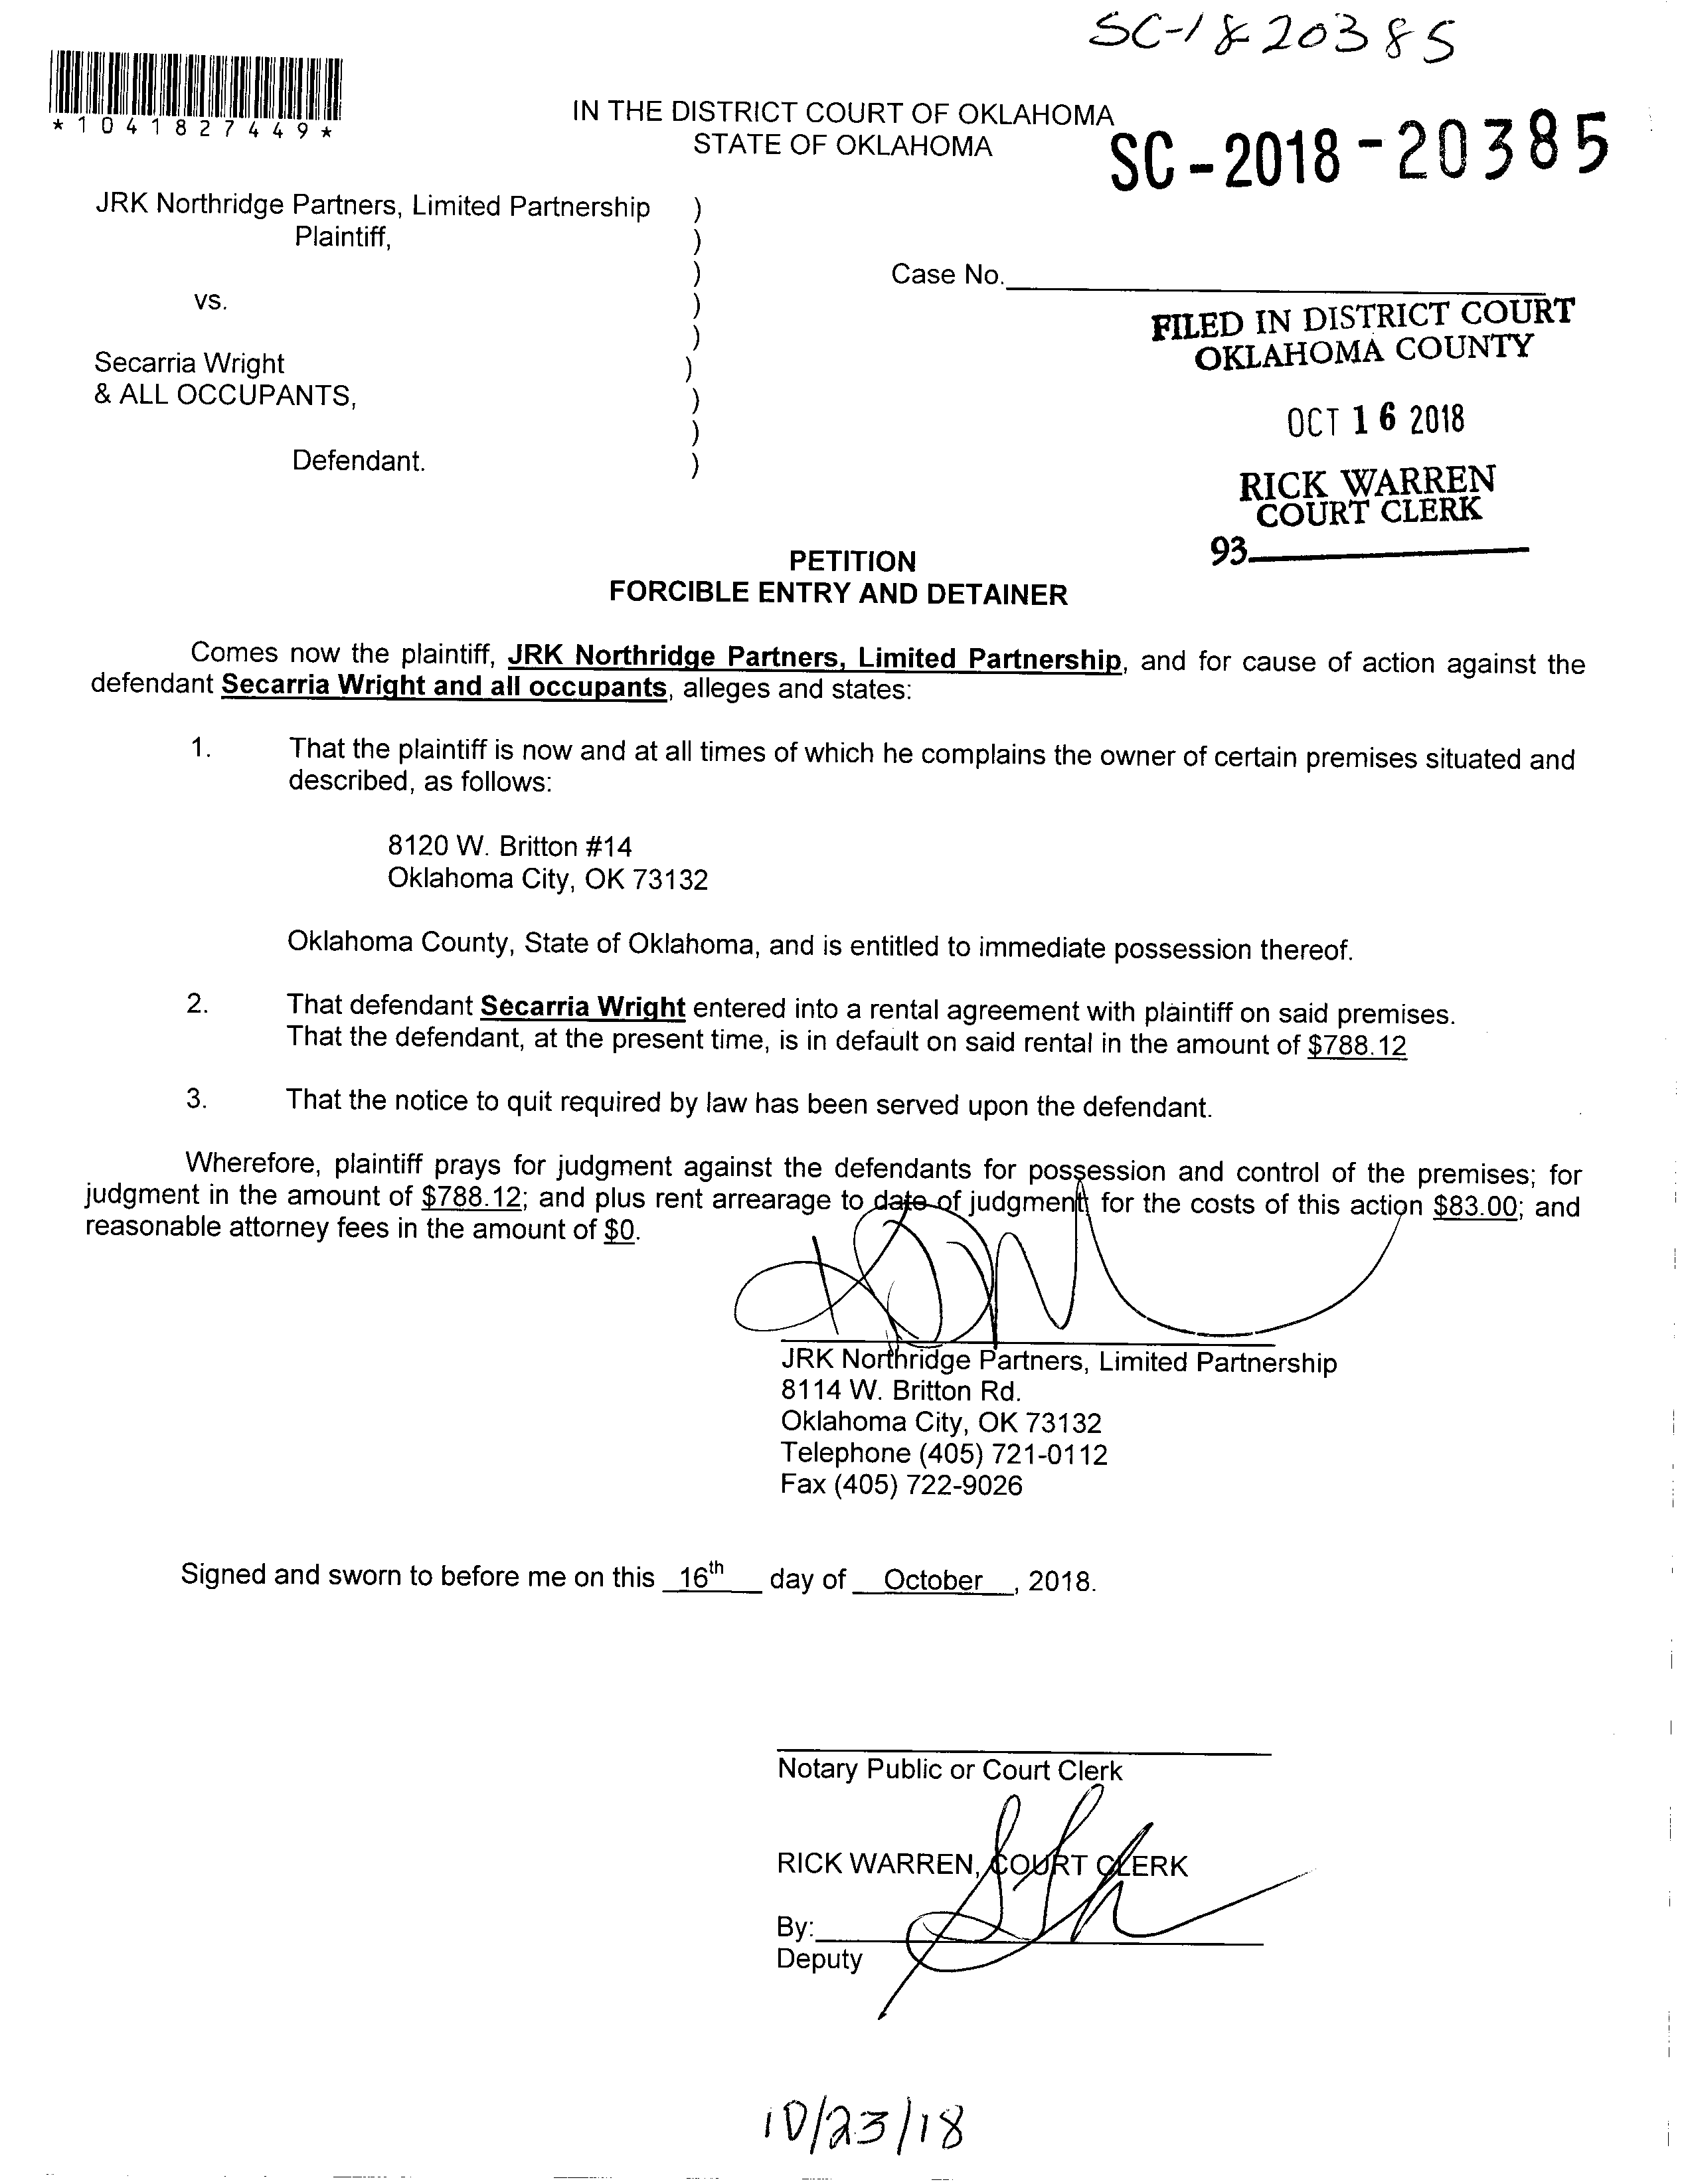 SC-1820385
*1041827449*
IN THE DISTRICT COURT OF OKLAHOMA
STATE OF OKLAHOMA
SC-2018-20385
JRK Northridge Partners, Limited Partnership )
Plaintiff, )
)
Case No.
vs. )
)
Secarria Wright )
& ALL OCCUPANTS, )
)
Defendant. )
FILED IN DISTRICT COURT
OKLAHOMA COUNTY
OCT 16 2018
RICK WARREN
COURT CLERK
93
PETITION
FORCIBLE ENTRY AND DETAINER
Comes now the plaintiff, JRK Northridge Partners, Limited Partnership, and for cause of action against the
defendant Secarria Wright and all occupants, alleges and states:
1. That the plaintiff is now and at all times of which he complains the owner of certain premises situated and
described, as follows:
8120 W. Britton #14
Oklahoma City, OK 73132
Oklahoma County, State of Oklahoma, and is entitled to immediate possession thereof.
2. That defendant Secarria Wright entered into a rental agreement with plaintiff on said premises.
That the defendant, at the present time, is in default on said rental in the amount of $788.12
3. That the notice to quit required by law has been served upon the defendant.
Wherefore, plaintiff prays for judgment against the defendants for possession and control of the premises; for
judgment in the amount of $788.12; and plus rent arrearage to date of judgment for the costs of this action $83.00; and
reasonable attorney fees in the amount of $0.
JRK Northridge Partners, Limited Partnership
8114 W. Britton Rd.
Oklahoma City, OK 73132
Telephone (405) 721-0112
Fax (405) 722-9026
Signed and sworn to before me on this 16th day of October, 2018.
Notary Public or Court Clerk
RICK WARREN, COURT CLERK
By:
Deputy
10/23/18